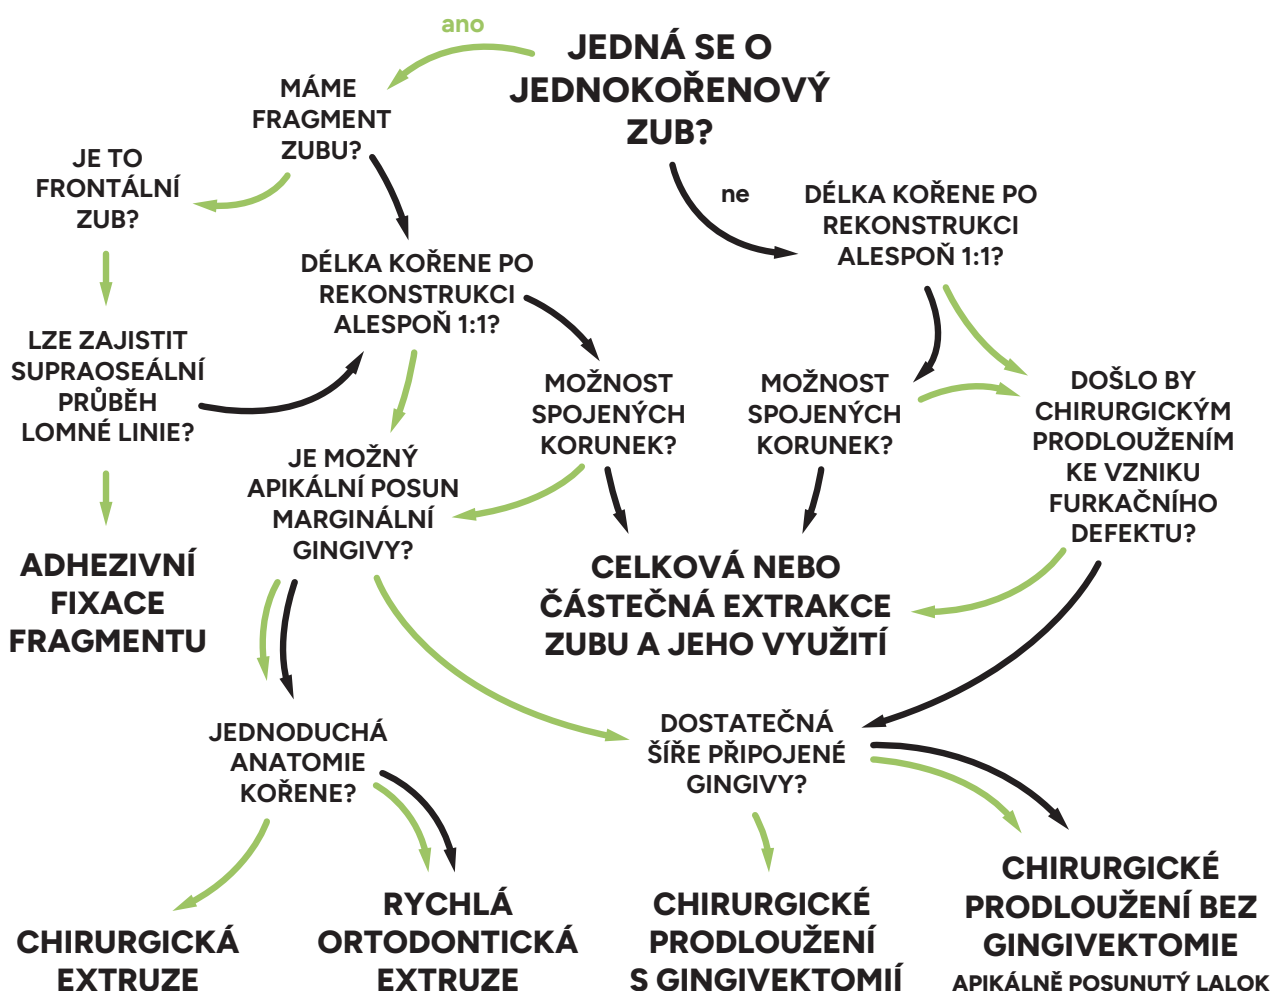 ano
JEDNÁ SE O
JEDNOKOŘENOVÝ
ZUB?
MÁME
FRAGMENT
ZUBU?
JE TO
FRONTÁLNÍ
ZUB?
ne
DÉLKA KOŘENE PO
REKONSTRUKCI
ALESPOŇ 1:1?
DÉLKA KOŘENE PO
REKONSTRUKCI
ALESPOŇ 1:1?
LZE ZAJISTIT
SUPRAOSEÁLNÍ
PRŮBĚH
LOMNÉ LINIE?
MOŽNOST
SPOJENÝCH
KORUNEK?
MOŽNOST
SPOJENÝCH
KORUNEK?
DOŠLO BY
CHIRURGICKÝM
PRODLOUŽENÍM
KE VZNIKU
FURKAČNÍHO
DEFEKTU?
JE MOŽNÝ
APIKÁLNÍ POSUN
MARGINÁLNÍ
GINGIVY?
ADHEZIVNÍ
FIXACE
FRAGMENTU
CELKOVÁ NEBO
ČÁSTEČNÁ EXTRAKCE
ZUBU A JEHO VYUŽITÍ
JEDNODUCHÁ
ANATOMIE
KOŘENE?
DOSTATEČNÁ
ŠÍŘE PŘIPOJENÉ
GINGIVY?
CHIRURGICKÁ
EXTRUZE
RYCHLÁ
ORTODONTICKÁ
EXTRUZE
CHIRURGICKÉ
PRODLOUŽENÍ
S GINGIVEKTOMIÍ
CHIRURGICKÉ
PRODLOUŽENÍ BEZ
GINGIVEKTOMIE
APIKÁLNĚ POSUNUTÝ LALOK